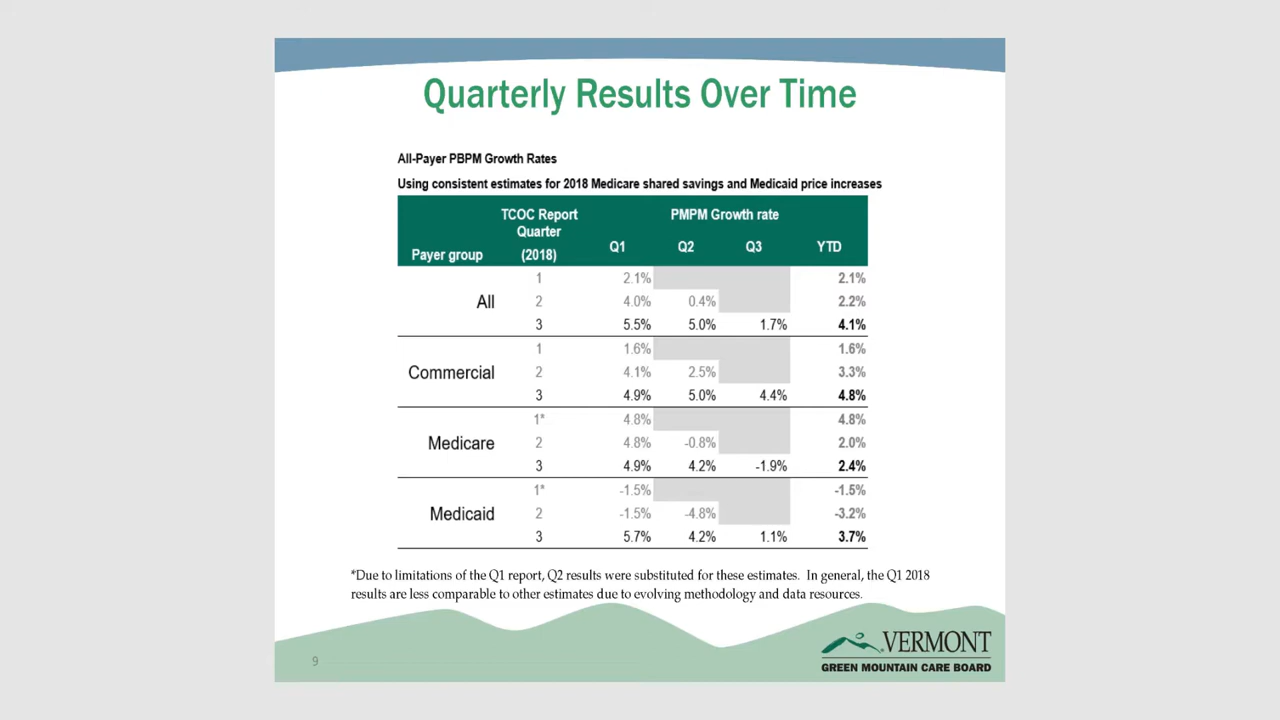 Quarterly Results Over Time
All-Payer PBPM Growth Rates
Using consistent estimates for 2018 Medicare shared savings and Medicaid price increases
TCOC Report PMPM Growth rate
Quarter Q1 Q2 Q3 YTD
Payer group (2018)
1 2.1% 2.1%
All 2 4.0% 0.4% 2.2%
3 5.5% 5.0% 1.7% 4.1%
1 1.6% 1.6%
Commercial 2 4.1% 2.5% 3.3%
3 4.9% 5.0% 4.4% 4.8%
1* 4.8% 4.8%
Medicare 2 4.8% -0.8% 2.0%
3 4.9% 4.2% -1.9% 2.4%
1* -1.5% -1.5%
Medicaid 2 -1.5% -4.8% -3.2%
3 5.7% 4.2% 1.1% 3.7%
*Due to limitations of the Q1 report, Q2 results were substituted for these estimates. In general, the Q1 2018
results are less comparable to other estimates due to evolving methodology and data resources.
VERMONT
GREEN MOUNTAIN CARE BOARD
9